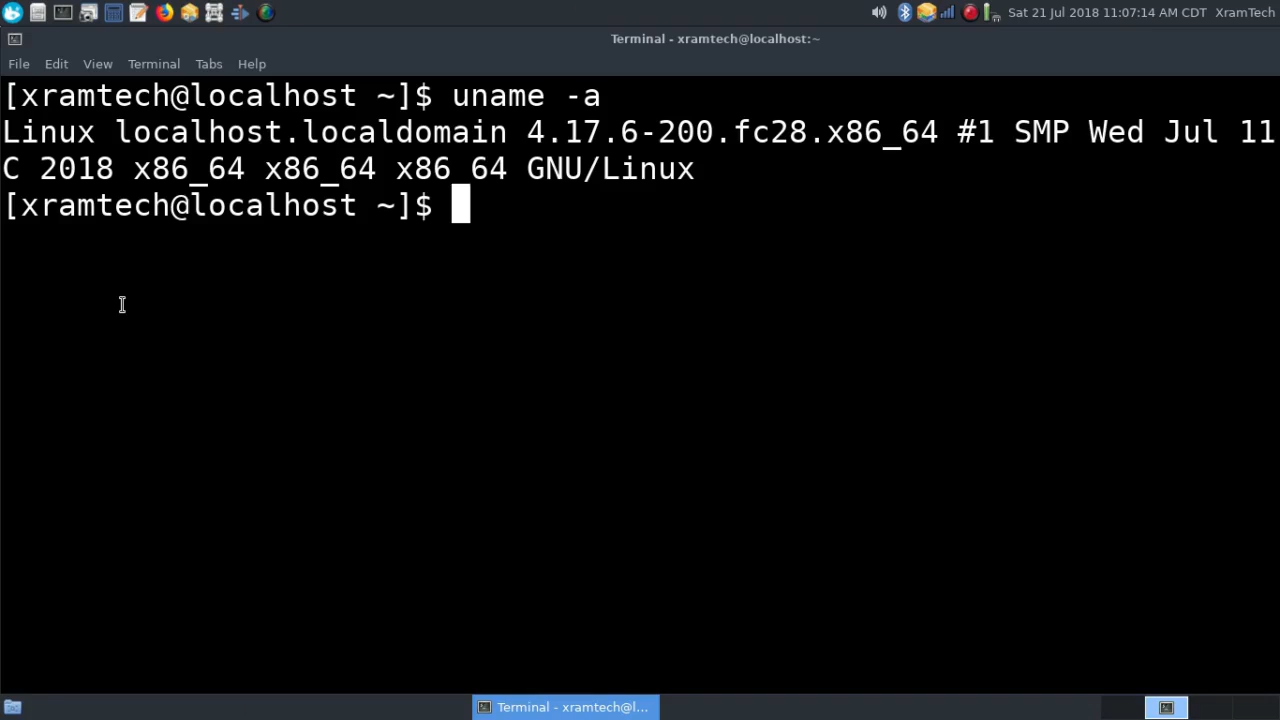 Sat 21 Jul 2018 11:07:14 AM CDT XramTech
Terminal - xramtech@localhost:~
File Edit View Terminal Tabs Help
[xramtech@localhost ~]$ uname -a
Linux localhost.localdomain 4.17.6-200.fc28.x86_64 #1 SMP Wed Jul 11
C 2018 x86_64 x86_64 x86_64 GNU/Linux
[xramtech@localhost ~]$
Terminal - xramtech@l...